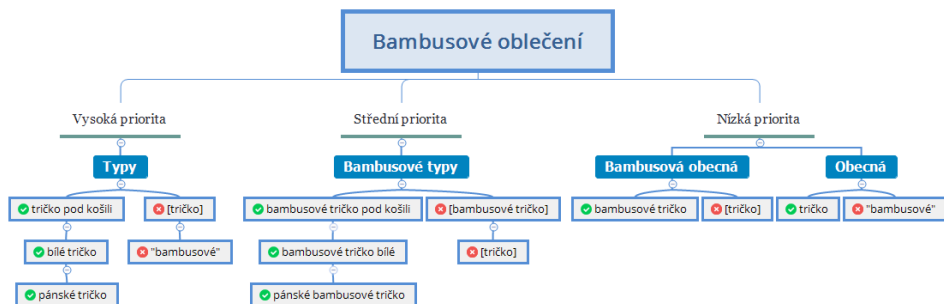 Bambusové oblečení
Vysoká priorita
Střední priorita
Nízká priorita
Typy
Bambusové typy
Bambusová obecná
Obecná
tričko pod košili
[tričko]
bambusové tričko pod košili
[bambusové tričko]
bambusové tričko
[tričko]
tričko
"bambusové"
bílé tričko
"bambusové"
bambusové tričko bílé
[tričko]
pánské tričko
pánské bambusové tričko